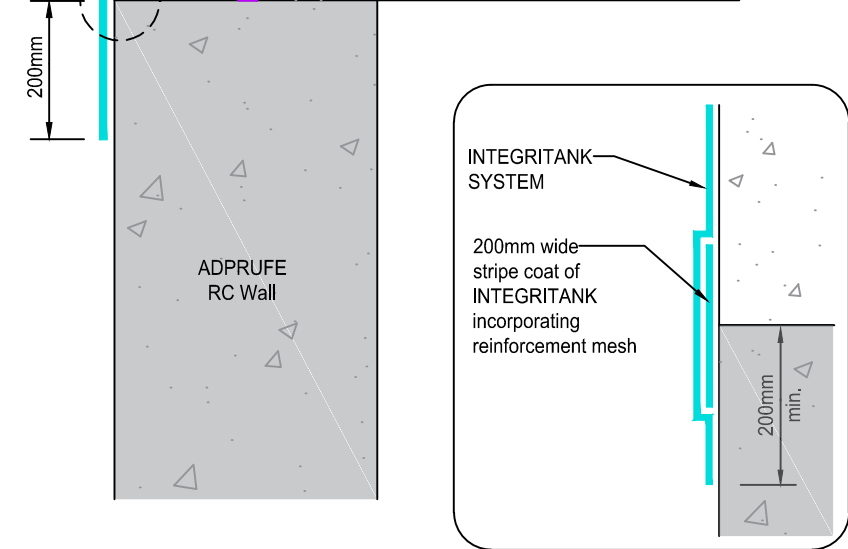 200mm
ADPRUFE
RC Wall
INTEGRITANK
SYSTEM
200mm wide
stripe coat of
INTEGRITANK
incorporating
reinforcement mesh
200mm
min.